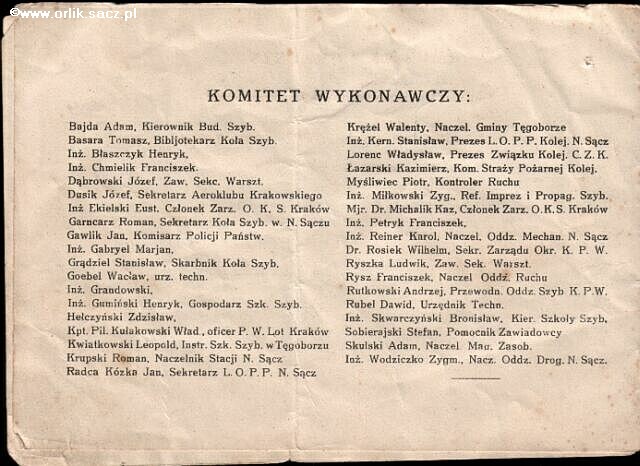 ©www.orlik.sacz.pl
KOMITET WYKONAWCZY:
Bajda Adam, Kierownik Bud. Szyb.
Basara Tomasz, Bibljotekarz Koła Szyb.
Inż. Błaszczyk Henryk,
Inż. Chmielik Franciszek.
Dąbrowski Józef, Zaw, Sekc. Warszt.
Dusik Józef, Sekretarz Aeroklubu Krakowskiego
Inż Ekielski Eust. Członek Zarz. O. K. S. Kraków
Garncarz Roman, Sekretarz Koła Szyb. w. N. Sączu
Gawlik Jan, Komisarz Policji Państw.
Inż. Gabryel Marjan,
Grądziel Stanisław, Skarbnik Koła Szyb.
Goebel Wacław, urz. techn.
Inż. Grandowski,
Inż. Gumiński Henryk, Gospodarz Szk. Szyb.
Hełczyński Zdzisław,
Kpt. Pil. Kułakowski Wład, oficer P. W. Lot Kraków
Kwiatkowski Leopold, Instr. Szk. Szyb. w Tęgoborzu
Krupski Roman, Naczelnik Stacji N. Sącz
Radca Kózka Jan, Sekretarz L. O. P. P. N. Sącz
Krężel Walenty, Naczel. Gminy Tęgoborze
Inż. Kern. Stanisław, Prezes L. O. P. P. Kolej. N. Sącz
Lorenc Władysław, Prezes Związku Kolej. C. Z. K.
Łazarski Kazimierz, Kom. Straży Pożarnej Kolej.
Myśliwiec Piotr, Kontroler Ruchu
Inż. Miłkowski Zyg., Ref. Imprez i Propag. Szyb.
Mjr. Dr. Michalik Kaz, Członek Zarz. O. K. S. Kraków
Inż. Petryk Franciszek,
Inż. Reiner Karol, Naczel. Oddz. Mechan. N. Sącz
Dr. Rosiek Wilhelm, Sekr. Zarządu Okr. K. P. W.
Ryszka Ludwik, Zaw. Sek. Warszt.
Rysz Franciszek, Naczel Oddź. Ruchu
Rutkowski Andrzej, Przewodn. Oddz. Szyb K. P. W.
Rubel Dawid, Urzędnik Techn.
Inż. Skwarczyński Bronisław, Kier. Szkoły Szyb,
Sobierajski Stefan, Pomocnik Zawiadowcy
Skulski Adam, Naczel Mag. Zasob.
Inż. Wodziczko Zygm., Nacz. Oddz. Drog. N. Sącz.